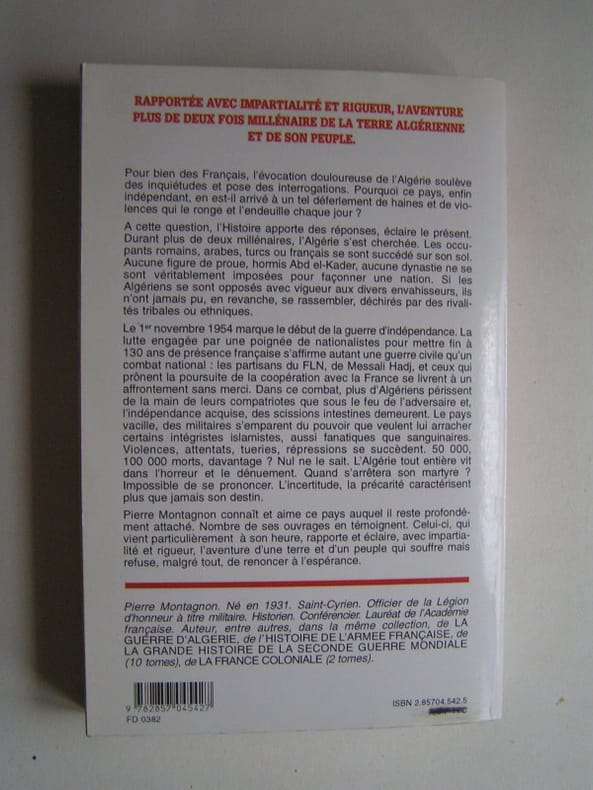 RAPPORTÉE AVEC IMPARTIALITÉ ET RIGUEUR, L'AVENTURE
PLUS DE DEUX FOIS MILLÉNAIRE DE LA TERRE ALGÉRIENNE
ET DE SON PEUPLE.
Pour bien des Français, l'évocation douloureuse de l'Algérie soulève
des inquiétudes et pose des interrogations. Pourquoi ce pays, enfin
indépendant, en est-il arrivé à un tel déferlement de haines et de vio-
lences qui le ronge et l'endeuille chaque jour ?
A cette question, l'Histoire apporte des réponses, éclaire le présent.
Durant plus de deux millénaires, l'Algérie s'est cherchée. Les occu-
pants romains, arabes, turcs ou français se sont succédé sur son sol.
Aucune figure de proue, hormis Abd el-Kader, aucune dynastie ne se
sont véritablement imposées pour façonner une nation. Si les
Algériens se sont opposés avec vigueur aux divers envahisseurs, ils
n'ont jamais pu, en revanche, se rassembler, déchirés par des rivali-
tés tribales ou ethniques.
Le 1er novembre 1954 marque le début de la guerre d'indépendance. La
lutte engagée par une poignée de nationalistes pour mettre fin à
130 ans de présence française s'affirme autant une guerre civile qu'un
combat national : les partisans du FLN, de Messali Hadj, et ceux qui
prônent la poursuite de la coopération avec la France se livrent à un
affrontement sans merci. Dans ce combat, plus d'Algériens périssent
de la main de leurs compatriotes que sous le feu de l'adversaire et,
l'indépendance acquise, des scissions intestines demeurent. Le pays
vacille, des militaires s'emparent du pouvoir que veulent lui arracher
certains intégristes islamistes, aussi fanatiques que sanguinaires.
Violences, attentats, tueries, répressions se succèdent. 50 000,
100 000 morts, davantage ? Nul ne le sait. L'Algérie tout entière vit
dans l'horreur et le dénuement. Quand s'arrêtera son martyre ?
Impossible de se prononcer. L'incertitude, la précarité caractérisent
plus que jamais son destin.
Pierre Montagnon connaît et aime ce pays auquel il reste profondé-
ment attaché. Nombre de ses ouvrages en témoignent. Celui-ci, qui
vient particulièrement à son heure, rapporte et éclaire, avec impartia-
lité et rigueur, l'aventure d'une terre et d'un peuple qui souffre mais
refuse, malgré tout, de renoncer à l'espérance.
Pierre Montagnon. Né en 1931. Saint-Cyrien. Officier de la Légion
d'honneur à titre militaire. Historien. Conférencier. Lauréat de l'Académie
française. Auteur, entre autres, dans la même collection, de LA
GUERRE D'ALGERIE, de l'HISTOIRE DE L'ARMEE FRANÇAISE, de
LA GRANDE HISTOIRE DE LA SECONDE GUERRE MONDIALE
(10 tomes), de LA FRANCE COLONIALE (2 tomes).
ISBN 2.85704.542.5
9 782857 045427
FD 0382